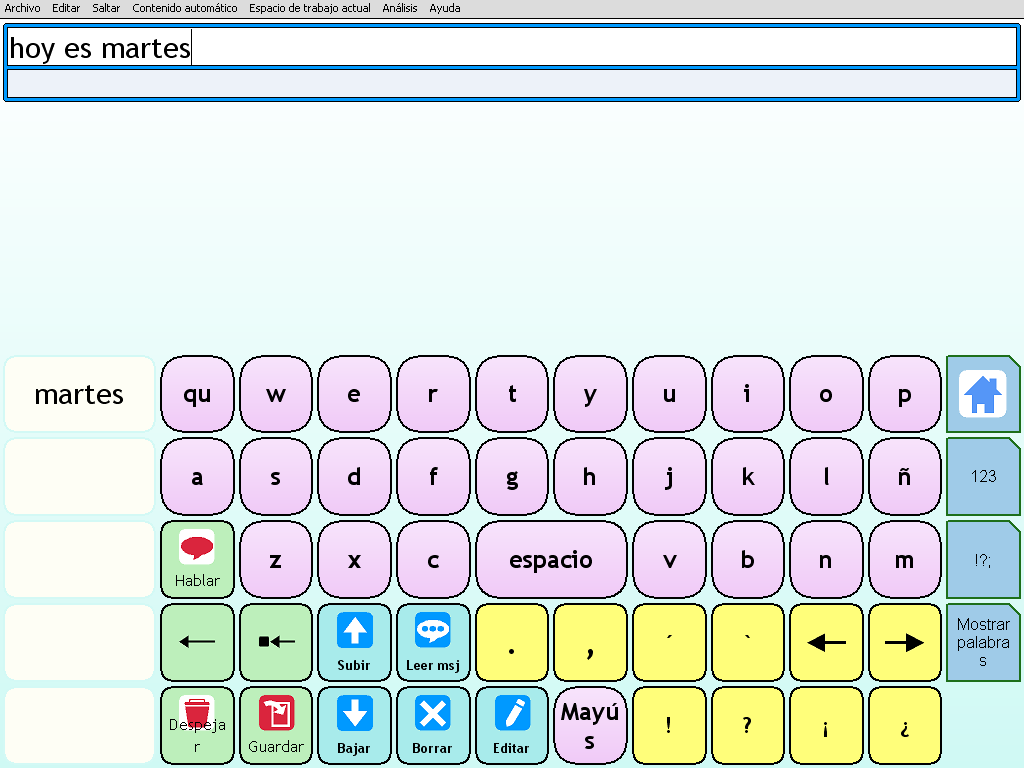 Archivo Editar Saltar Contenido automático Espacio de trabajo actual Análisis Ayuda
hoy es martes
martes qu w e r t y u i o p
a s d f g h j k l ñ 123
Hablar z x c espacio v b n m !?;
Subir Leer msj . , ´ ` Mostrar palabras
Despejar Guardar Bajar Borrar Editar Mayús ! ? ¡ ¿